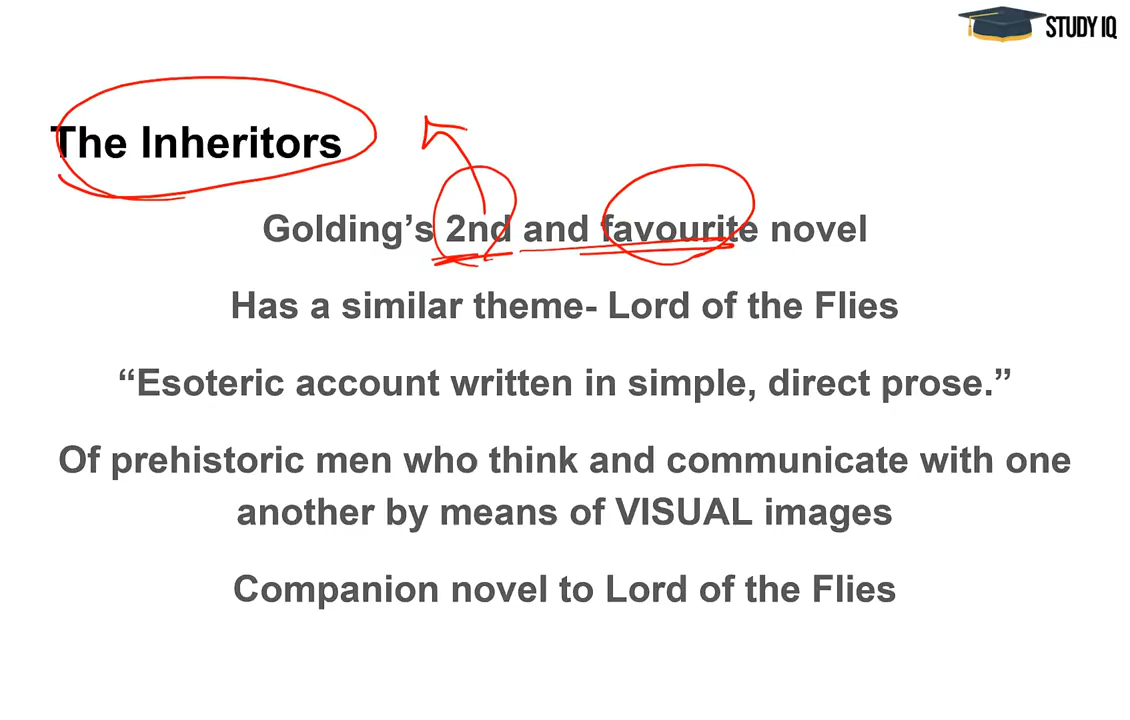 STUDY IQ
The Inheritors
Golding’s 2nd and favourite novel
Has a similar theme- Lord of the Flies
“Esoteric account written in simple, direct prose.”
Of prehistoric men who think and communicate with one
another by means of VISUAL images
Companion novel to Lord of the Flies